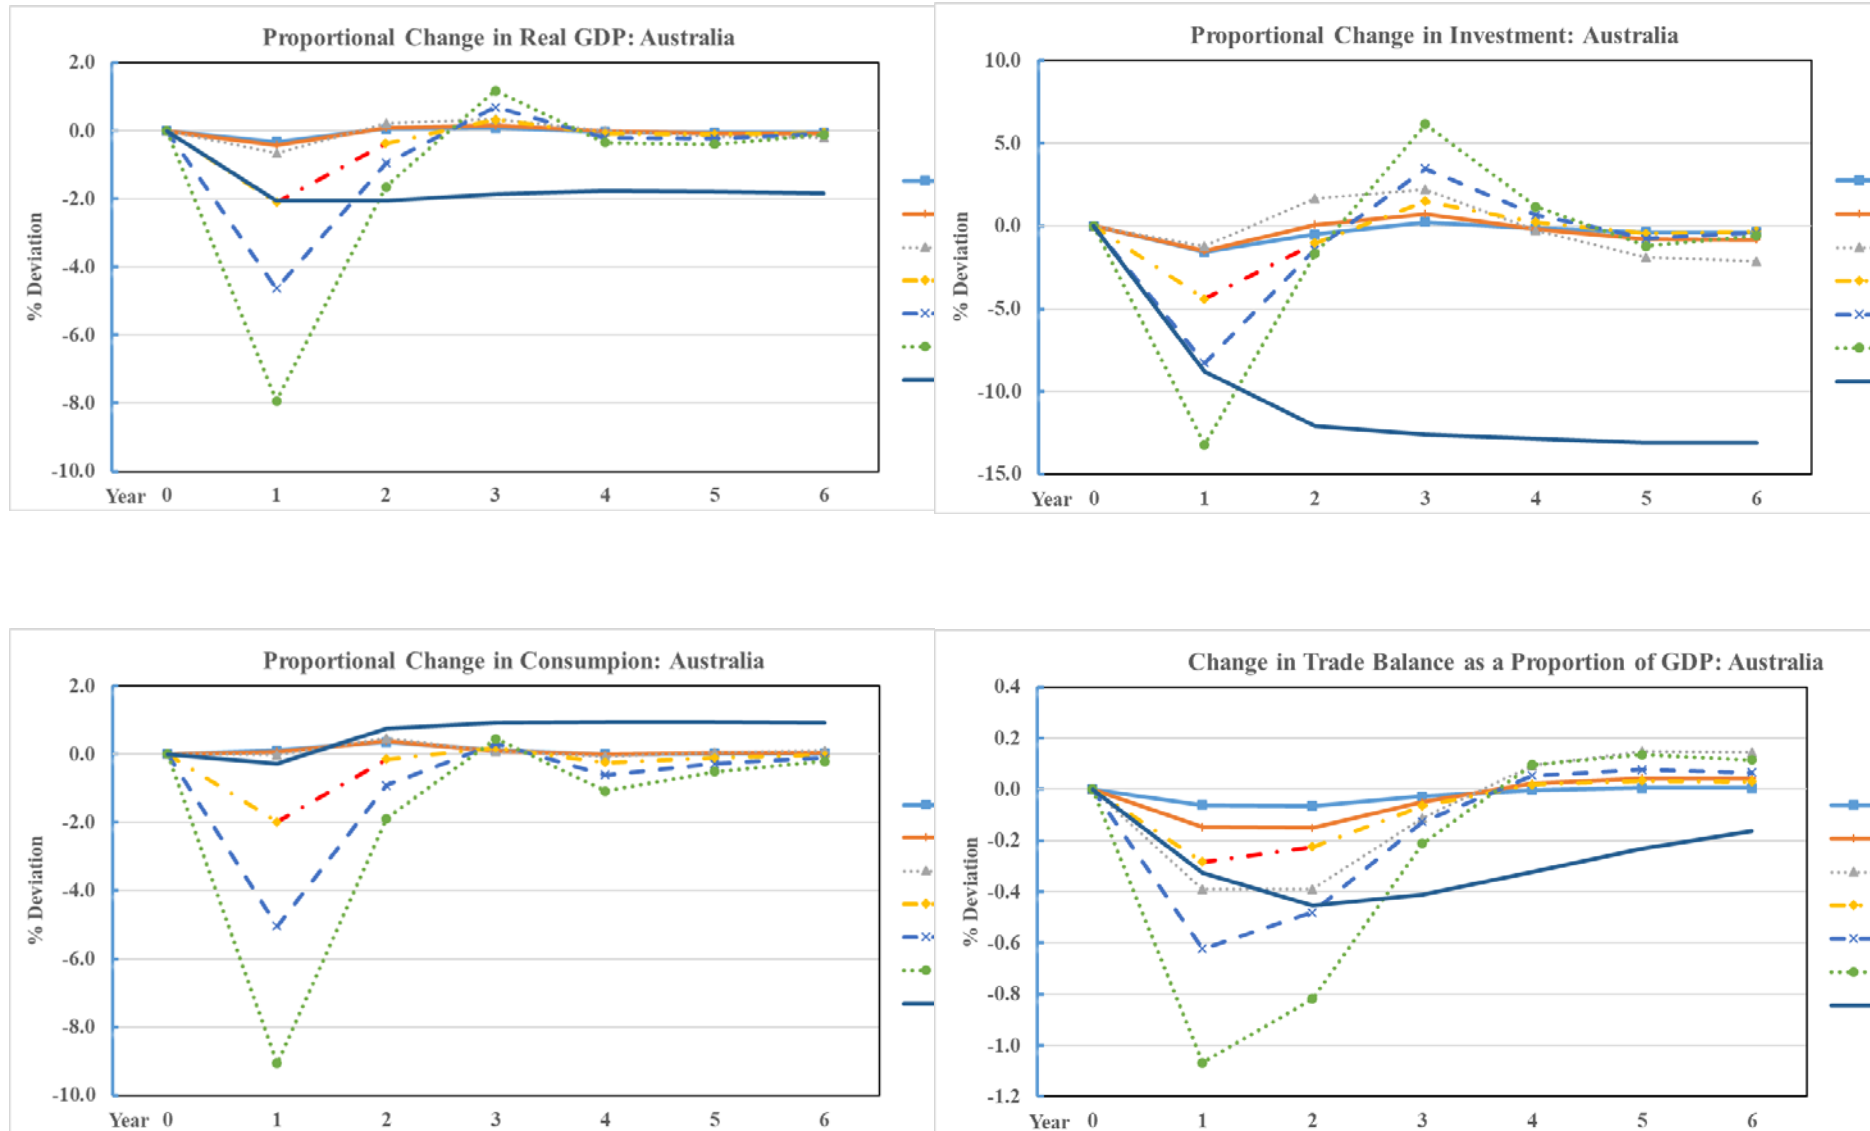 Proportional Change in Real GDP: Australia
2.0
0.0
-2.0
-4.0
-6.0
-8.0
-10.0
% Deviation
Year 0 1 2 3 4 5 6
Proportional Change in Investment: Australia
10.0
5.0
0.0
-5.0
-10.0
-15.0
% Deviation
Year 0 1 2 3 4 5 6
Proportional Change in Consumpion: Australia
2.0
0.0
-2.0
-4.0
-6.0
-8.0
-10.0
% Deviation
Year 0 1 2 3 4 5 6
Change in Trade Balance as a Proportion of GDP: Australia
0.4
0.2
0.0
-0.2
-0.4
-0.6
-0.8
-1.0
-1.2
% Deviation
Year 0 1 2 3 4 5 6